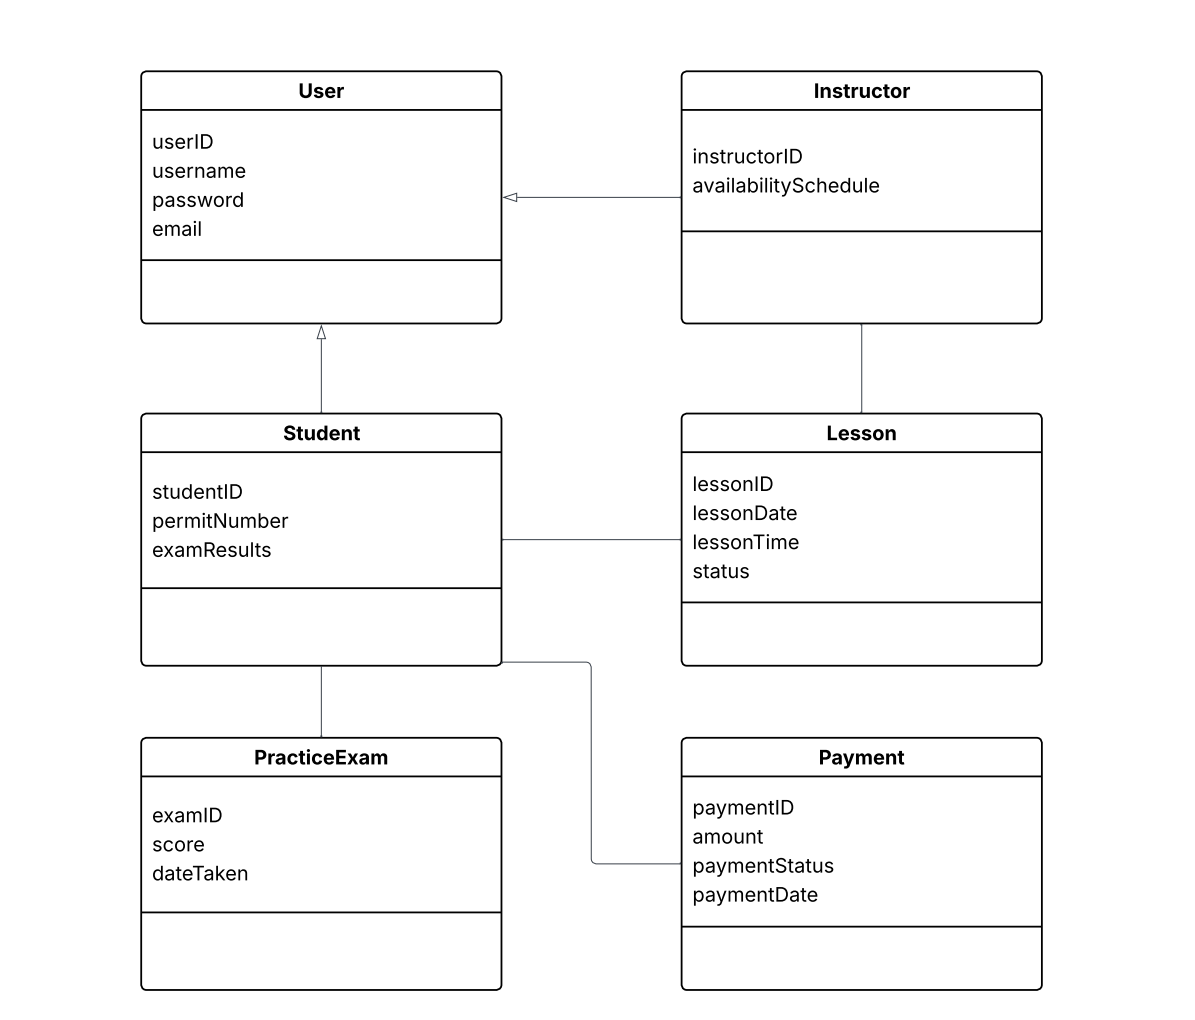 User
userID
username
password
email
Instructor
instructorID
availabilitySchedule
Student
studentID
permitNumber
examResults
Lesson
lessonID
lessonDate
lessonTime
status
PracticeExam
examID
score
dateTaken
Payment
paymentID
amount
paymentStatus
paymentDate